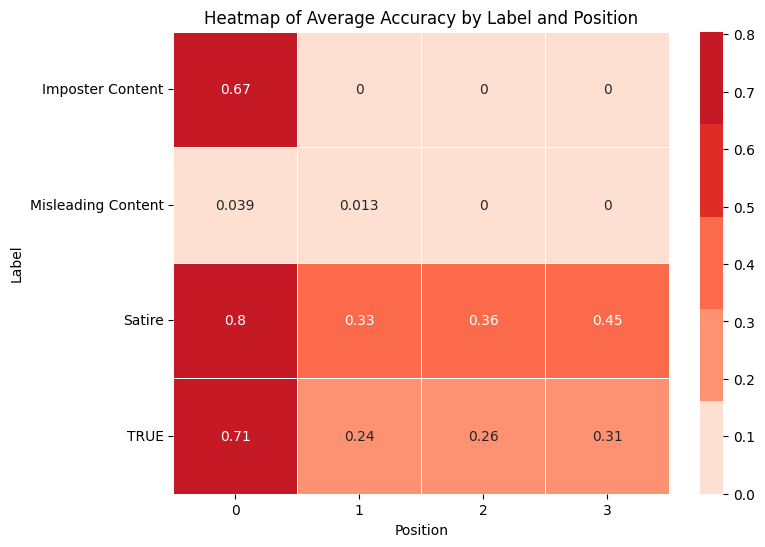 Heatmap of Average Accuracy by Label and Position
Label
Imposter Content 0.67 0 0 0
Misleading Content 0.039 0.013 0 0
Satire 0.8 0.33 0.36 0.45
TRUE 0.71 0.24 0.26 0.31
0 1 2 3
Position
0.8
0.7
0.6
0.5
0.4
0.3
0.2
0.1
0.0